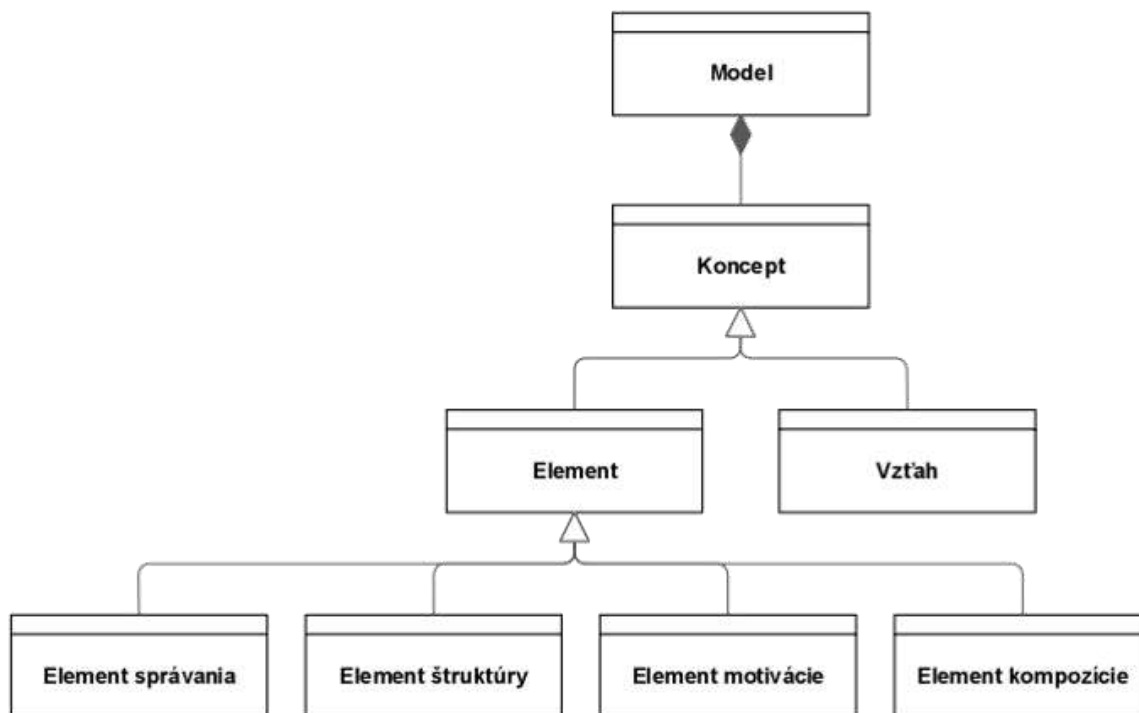 Model
Koncept
Element
Vzťah
Element správania
Element štruktúry
Element motivácie
Element kompozície